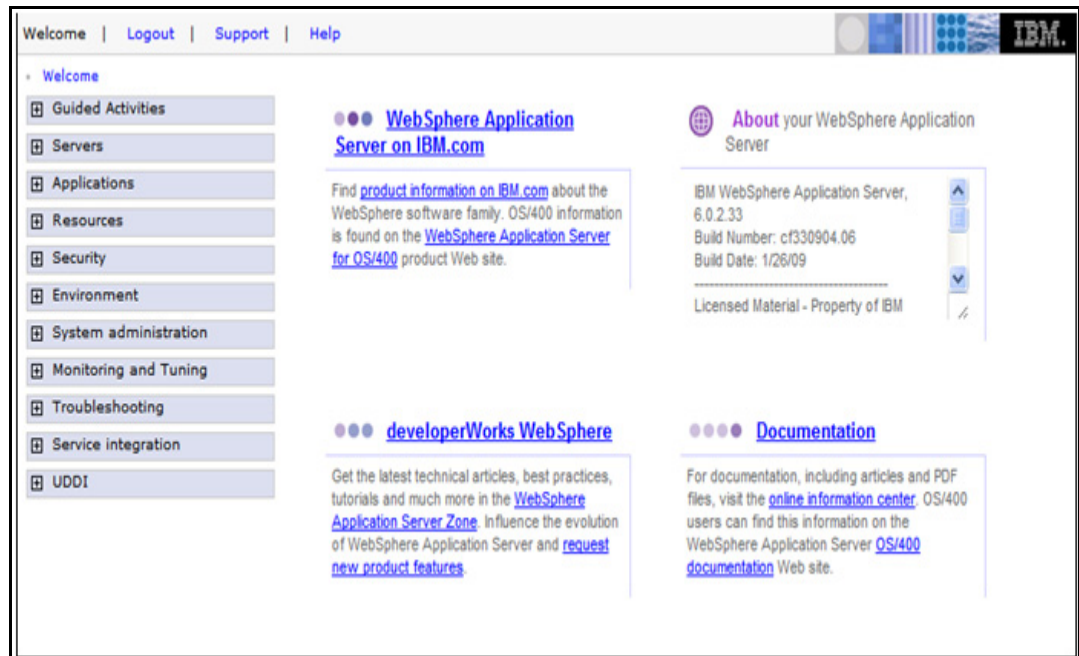 Welcome | Logout | Support | Help
IBM.
Welcome
Guided Activities
Servers
Applications
Resources
Security
Environment
System administration
Monitoring and Tuning
Troubleshooting
Service integration
UDDI
WebSphere Application
Server on IBM.com
Find product information on IBM.com about the
WebSphere software family. OS/400 information
is found on the WebSphere Application Server
for OS/400 product Web site.
About your WebSphere Application
Server
IBM WebSphere Application Server,
6.0.2.33
Build Number: cf330904.06
Build Date: 1/26/09
----------------------------------------
Licensed Material - Property of IBM
developerWorks WebSphere
Get the latest technical articles, best practices,
tutorials and much more in the WebSphere
Application Server Zone. Influence the evolution
of WebSphere Application Server and request
new product features.
Documentation
For documentation, including articles and PDF
files, visit the online information center. OS/400
users can find this information on the
WebSphere Application Server OS/400
documentation Web site.